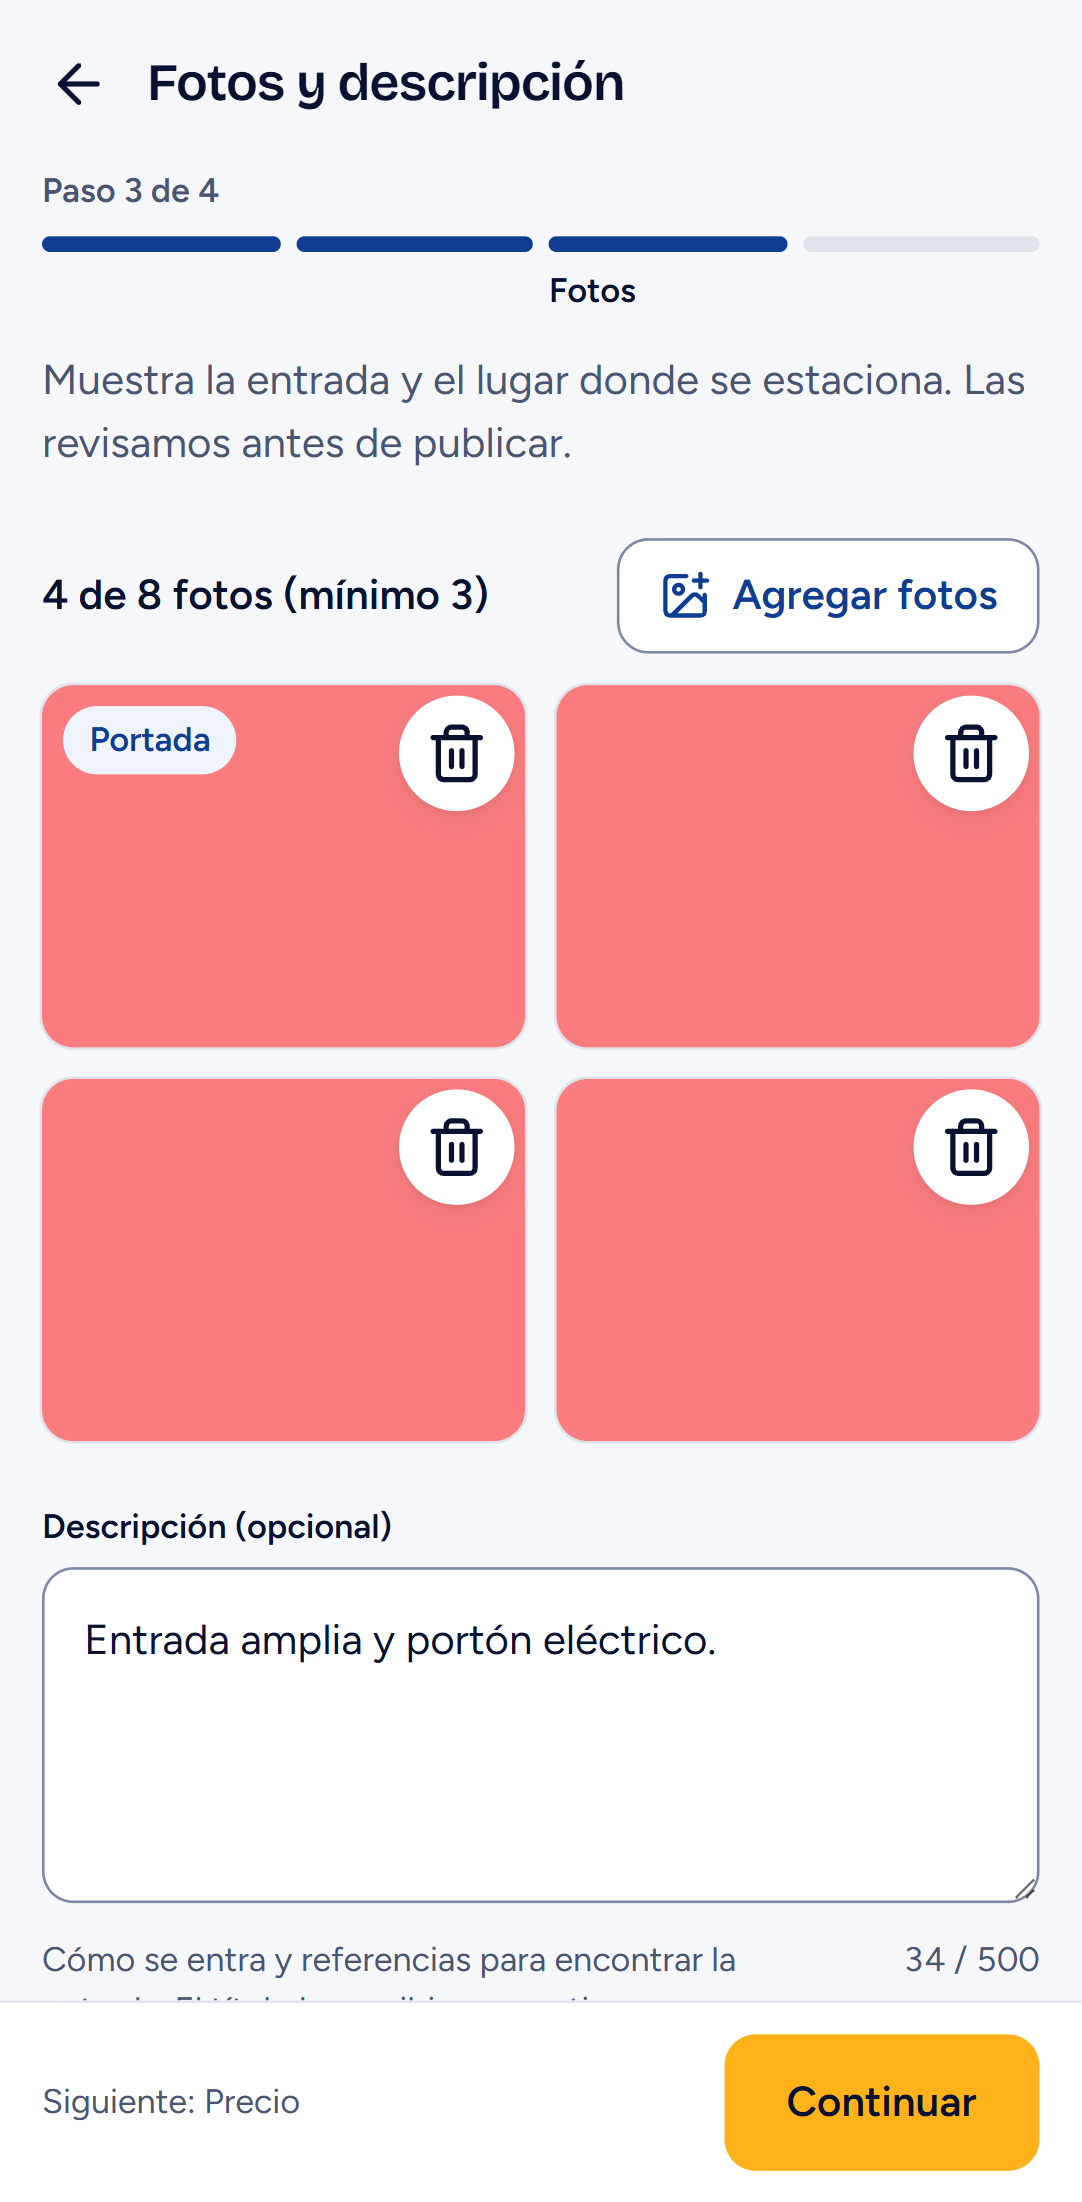 Fotos y descripción
Paso 3 de 4
Fotos
Muestra la entrada y el lugar donde se estaciona. Las
revisamos antes de publicar.
4 de 8 fotos (mínimo 3)
Agregar fotos
Portada
Descripción (opcional)
Entrada amplia y portón eléctrico.
Cómo se entra y referencias para encontrar la
34 / 500
Siguiente: Precio
Continuar